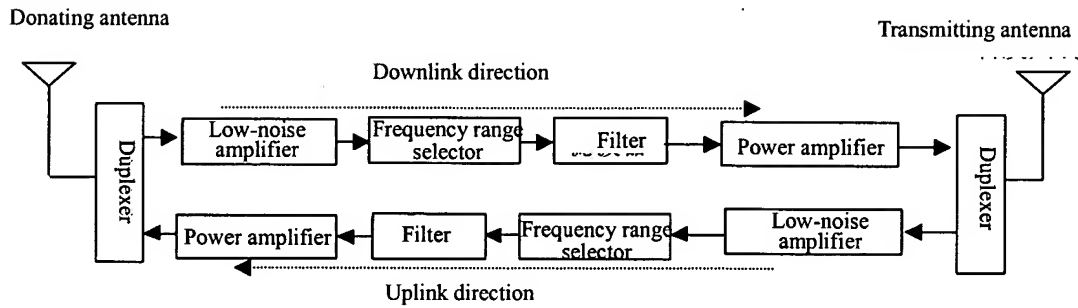 Donating antenna
Transmitting antenna
Downlink direction
Duplexer
Low-noise
amplifier
Frequency range
selector
Filter
Power amplifier
Duplexer
Power amplifier
Filter
Frequency range
selector
Low-noise
amplifier
Uplink direction